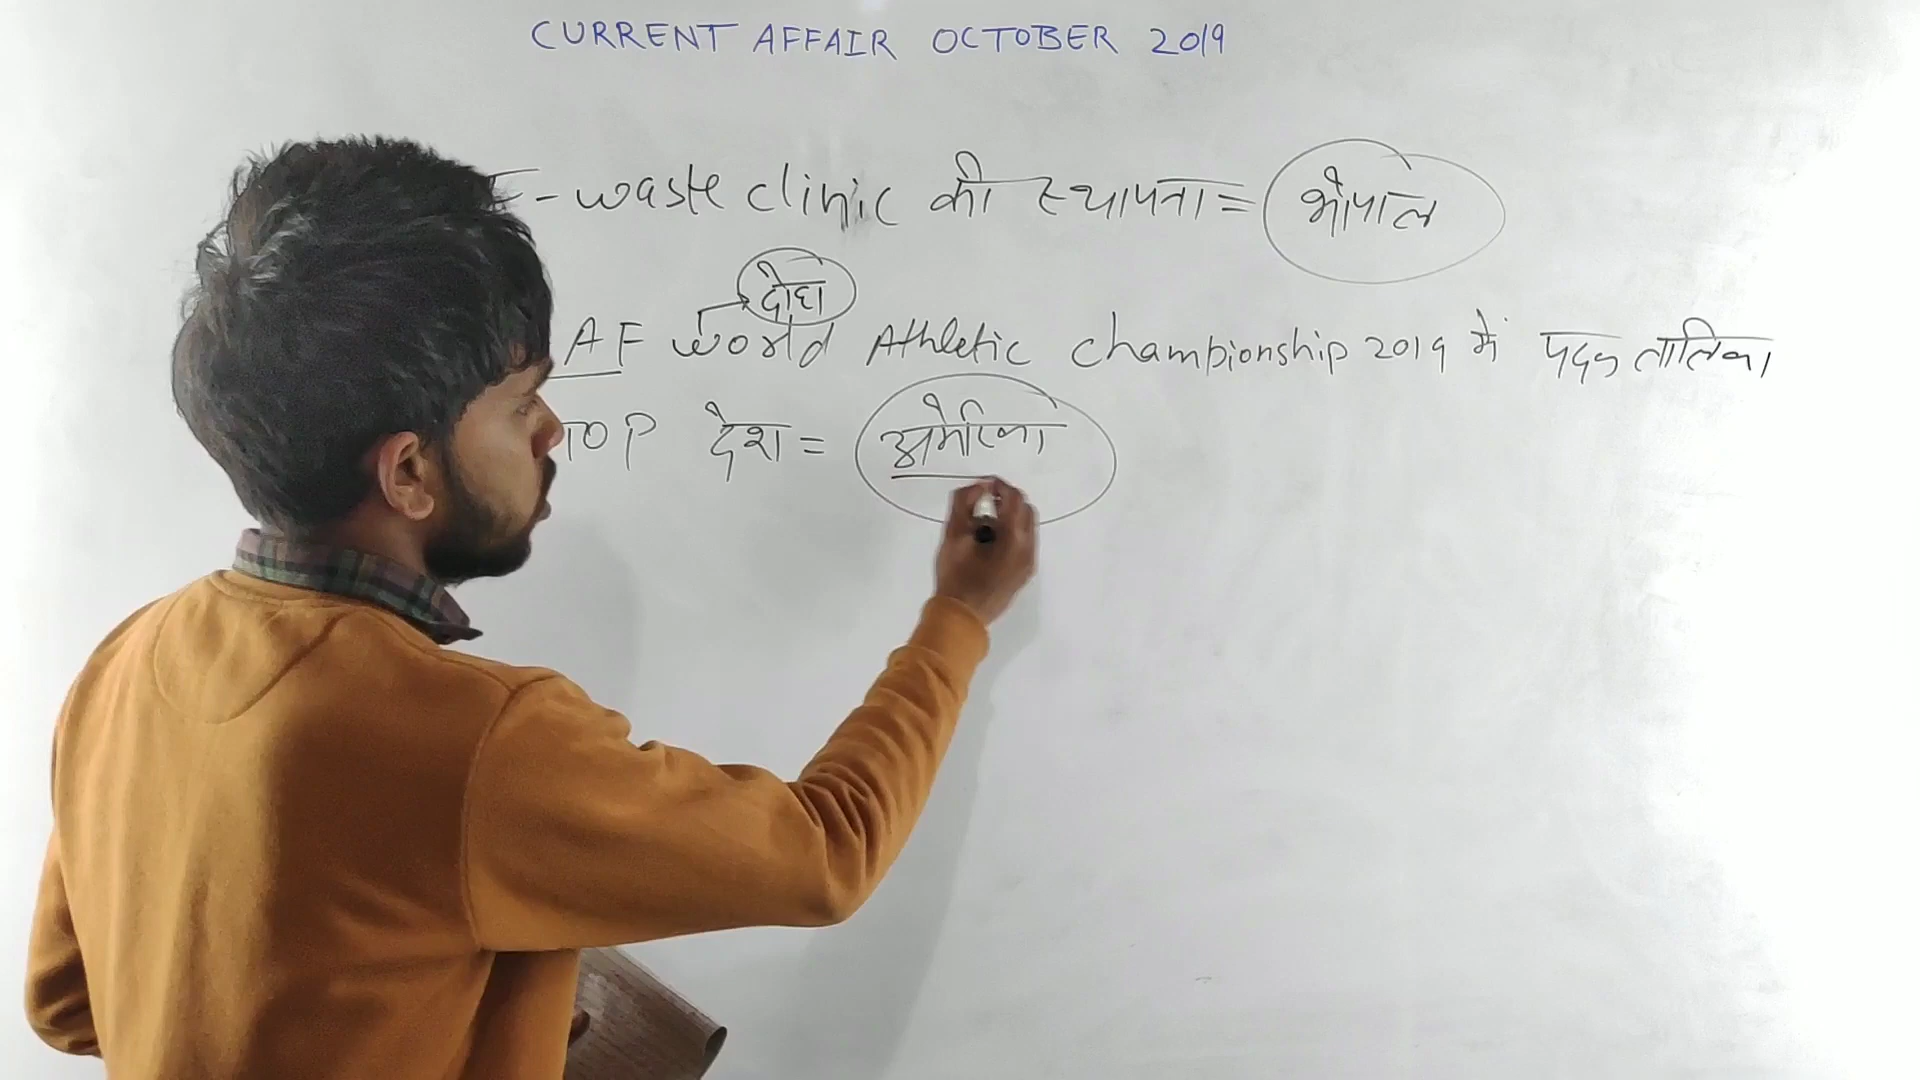 CURRENT AFFAIR OCTOBER 2019
E-waste clinic की स्थापना = भोपाल
दोहा
AF world Athletic championship 2019 में पदक तालिका
TOP देश = अमेरिका